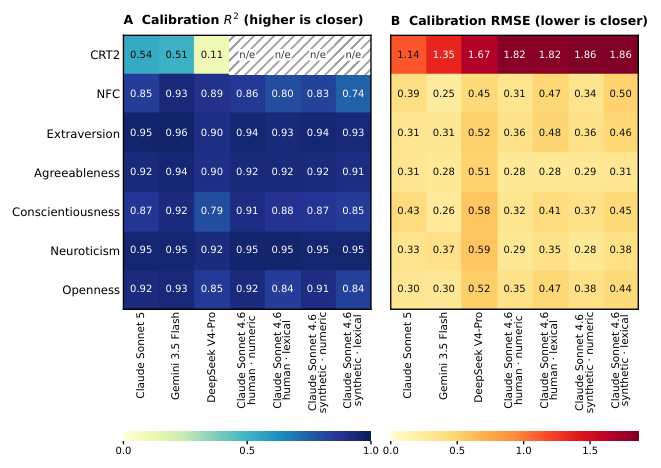 A Calibration R² (higher is closer)
CRT2 0.54 0.51 0.11 n/e n/e n/e n/e
NFC 0.85 0.93 0.89 0.86 0.80 0.83 0.74
Extraversion 0.95 0.96 0.90 0.94 0.93 0.94 0.93
Agreeableness 0.92 0.94 0.90 0.92 0.92 0.92 0.91
Conscientiousness 0.87 0.92 0.79 0.91 0.88 0.87 0.85
Neuroticism 0.95 0.95 0.92 0.95 0.95 0.95 0.95
Openness 0.92 0.93 0.85 0.92 0.84 0.91 0.84
Claude Sonnet 5
Gemini 3.5 Flash
DeepSeek V4-Pro
Claude Sonnet 4.6
human · numeric
Claude Sonnet 4.6
human · lexical
Claude Sonnet 4.6
synthetic · numeric
Claude Sonnet 4.6
synthetic · lexical
0.0 0.5 1.0
B Calibration RMSE (lower is closer)
1.14 1.35 1.67 1.82 1.82 1.86 1.86
0.39 0.25 0.45 0.31 0.47 0.34 0.50
0.31 0.31 0.52 0.36 0.48 0.36 0.46
0.31 0.28 0.51 0.28 0.28 0.29 0.31
0.43 0.26 0.58 0.32 0.41 0.37 0.45
0.33 0.37 0.59 0.29 0.35 0.28 0.38
0.30 0.30 0.52 0.35 0.47 0.38 0.44
Claude Sonnet 5
Gemini 3.5 Flash
DeepSeek V4-Pro
Claude Sonnet 4.6
human · numeric
Claude Sonnet 4.6
human · lexical
Claude Sonnet 4.6
synthetic · numeric
Claude Sonnet 4.6
synthetic · lexical
0.0 0.5 1.0 1.5